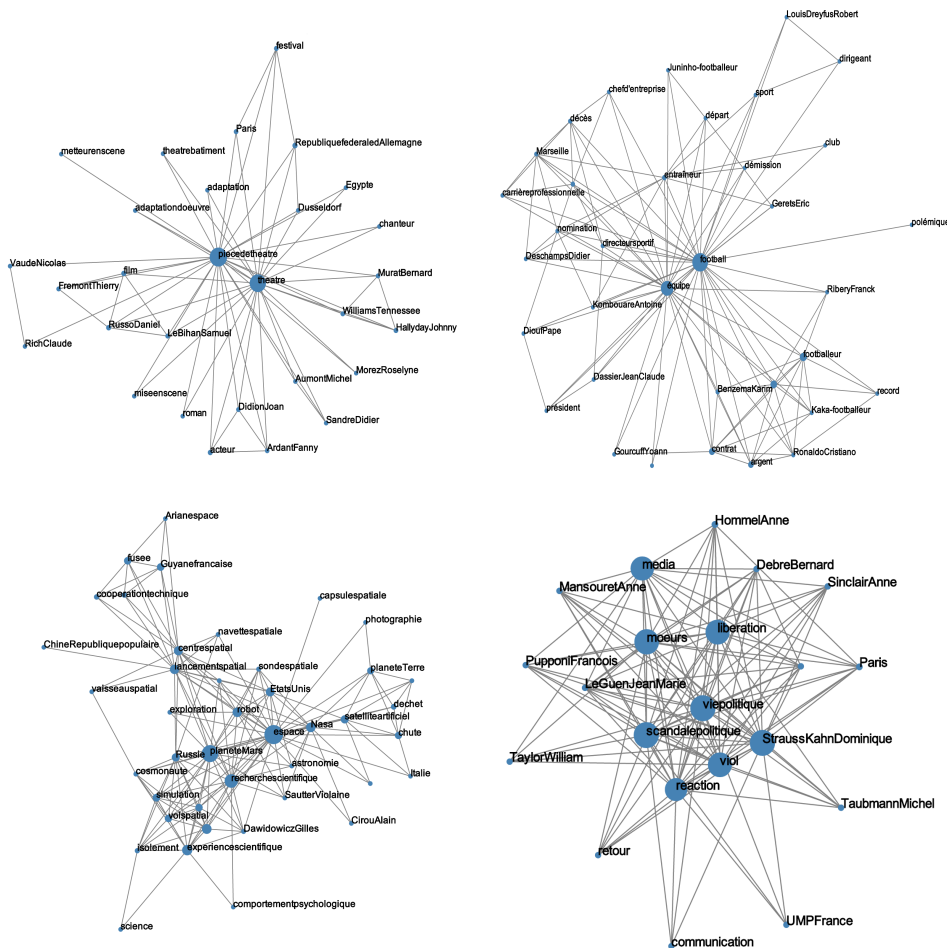 festival
Paris
RepubliquefederaledAllemagne
metteurenscene
theatrebatiment
adaptation
Egypte
adaptationdoeuvre
Dusseldorf
chanteur
piecedetheatre
VaudeNicolas
film
theatre
MuratBernard
FremontThierry
WilliamsTennessee
RussoDaniel
LeBihanSamuel
HallydayJohnny
RichClaude
AumontMichel
MorezRoselyne
miseenscene
roman
DidionJoan
SandreDidier
acteur
ArdantFanny
LouisDreyfusRobert
dirigeant
Juninho-footballeur
chefd'entreprise
sport
décès
départ
club
Marseille
entraîneur
démission
carrièreprofessionnelle
GeretsEric
nomination
polémique
directeursportif
DeschampsDidier
football
équipe
RiberyFranck
KombouareAntoine
DioufPape
footballeur
DassierJeanClaude
BenzemaKarim
record
président
Kaka-footballeur
GourcuffYoann
contrat
argent
RonaldoCristiano
Arianespace
fusee
Guyanefrancaise
cooperationtechnique
capsulespatiale
photographie
navettespatiale
ChineRepubliquepopulaire
centrespatial
lancementspatial
sondespatiale
planeteTerre
vaisseauspatial
EtatsUnis
dechet
exploration
robot
satelliteartificiel
Nasa
espace
chute
Russie
planeteMars
astronomie
cosmonaute
recherchescientifique
Italie
simulation
SautterViolaine
volspatial
CirouAlain
DawidowiczGilles
isolement
experiencescientifique
comportementpsychologique
science
HommelAnne
media
DebreBernard
MansouretAnne
SinclairAnne
liberation
moeurs
PupponiFrancois
Paris
LeGuenJeanMarie
viepolitique
scandalepolitique
StraussKahnDominique
TaylorWilliam
viol
reaction
TaubmannMichel
retour
UMPFrance
communication